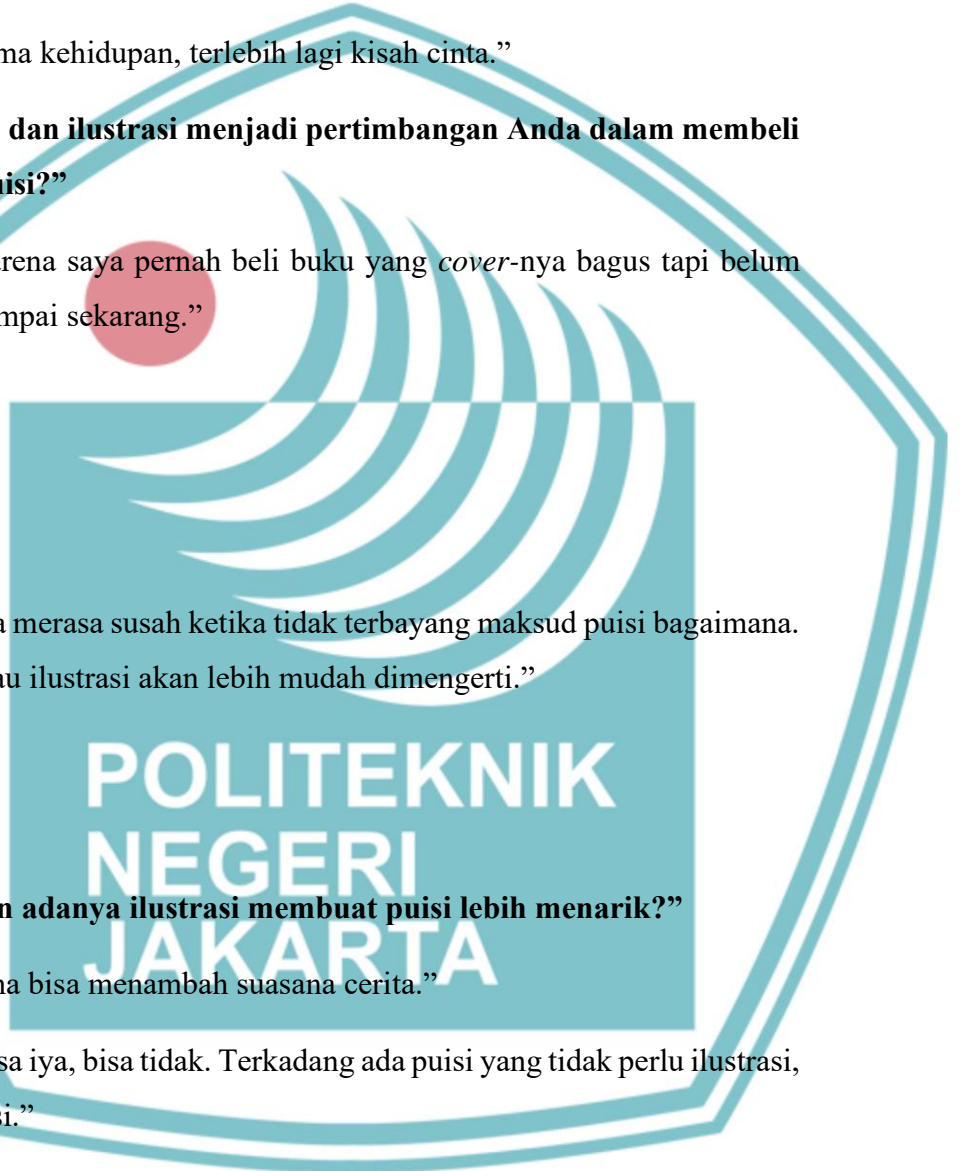 ma kehidupan, terlebih lagi kisah cinta.”
dan ilustrasi menjadi pertimbangan Anda dalam membeli
isi?”
rena saya pernah beli buku yang cover-nya bagus tapi belum
mpai sekarang.”
a merasa susah ketika tidak terbayang maksud puisi bagaimana.
au ilustrasi akan lebih mudah dimengerti.”
POLITEKNIK
NEGERI
n adanya ilustrasi membuat puisi lebih menarik?”
JAKARTA
na bisa menambah suasana cerita.”
sa iya, bisa tidak. Terkadang ada puisi yang tidak perlu ilustrasi,
si.”